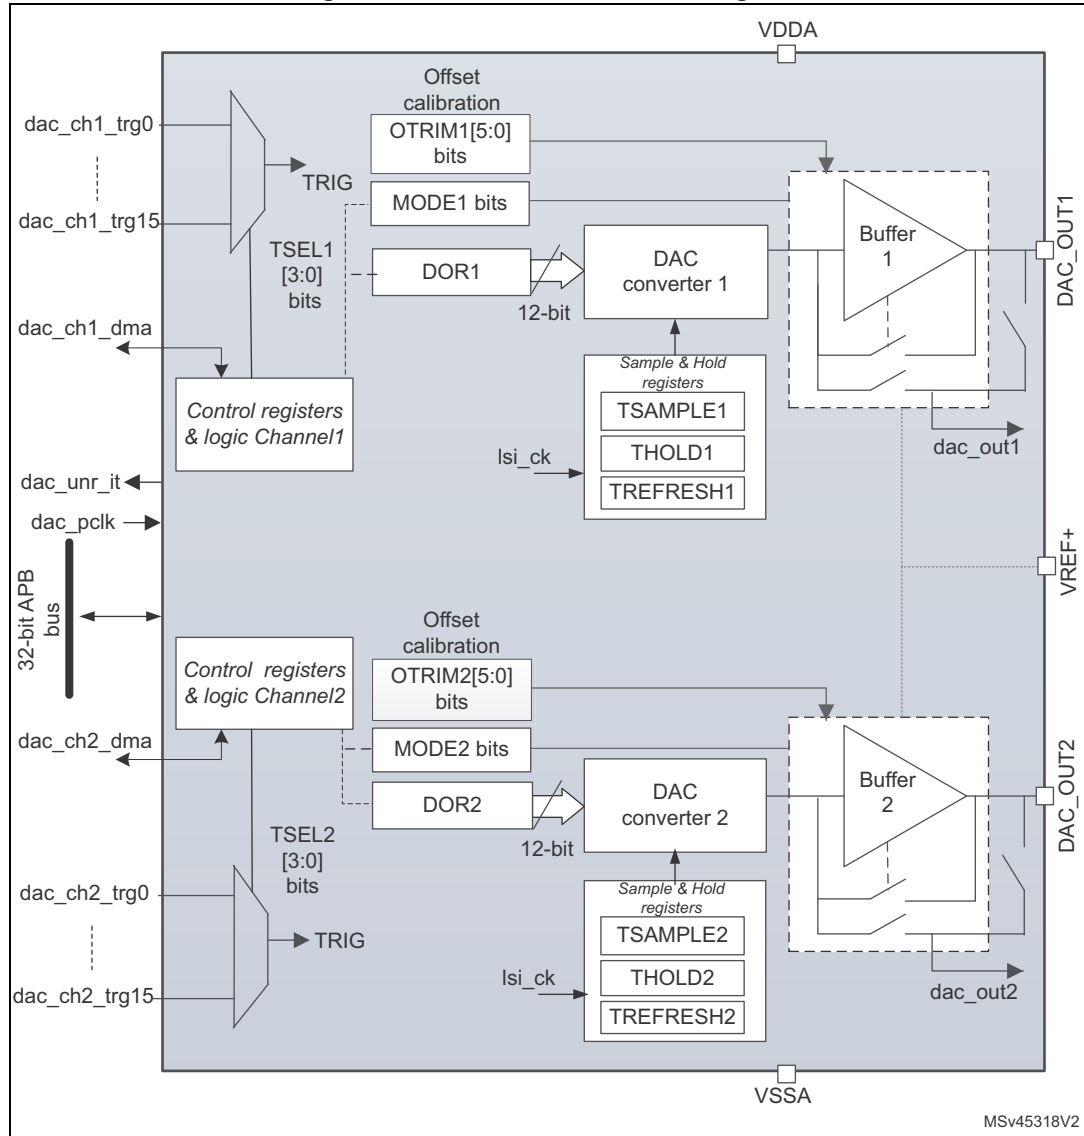 VDDA
Offset
calibration
OTRIM1[5:0]
bits
dac_ch1_trg0
TRIG
MODE1 bits
dac_ch1_trg15
TSEL1
[3:0]
bits
DOR1
12-bit
DAC
converter 1
Buffer
1
DAC_OUT1
dac_ch1_dma
Control registers
& logic Channel1
Sample & Hold
registers
TSAMPLE1
THOLD1
TREFRESH1
lsi_ck
dac_out1
dac_unr_it
dac_pclk
32-bit APB
bus
VREF+
Offset
calibration
OTRIM2[5:0]
bits
Control registers
& logic Channel2
dac_ch2_dma
MODE2 bits
DOR2
12-bit
DAC
converter 2
Buffer
2
DAC_OUT2
TSEL2
[3:0]
bits
dac_ch2_trg0
TRIG
dac_ch2_trg15
Sample & Hold
registers
TSAMPLE2
THOLD2
TREFRESH2
lsi_ck
dac_out2
VSSA
MSv45318V2